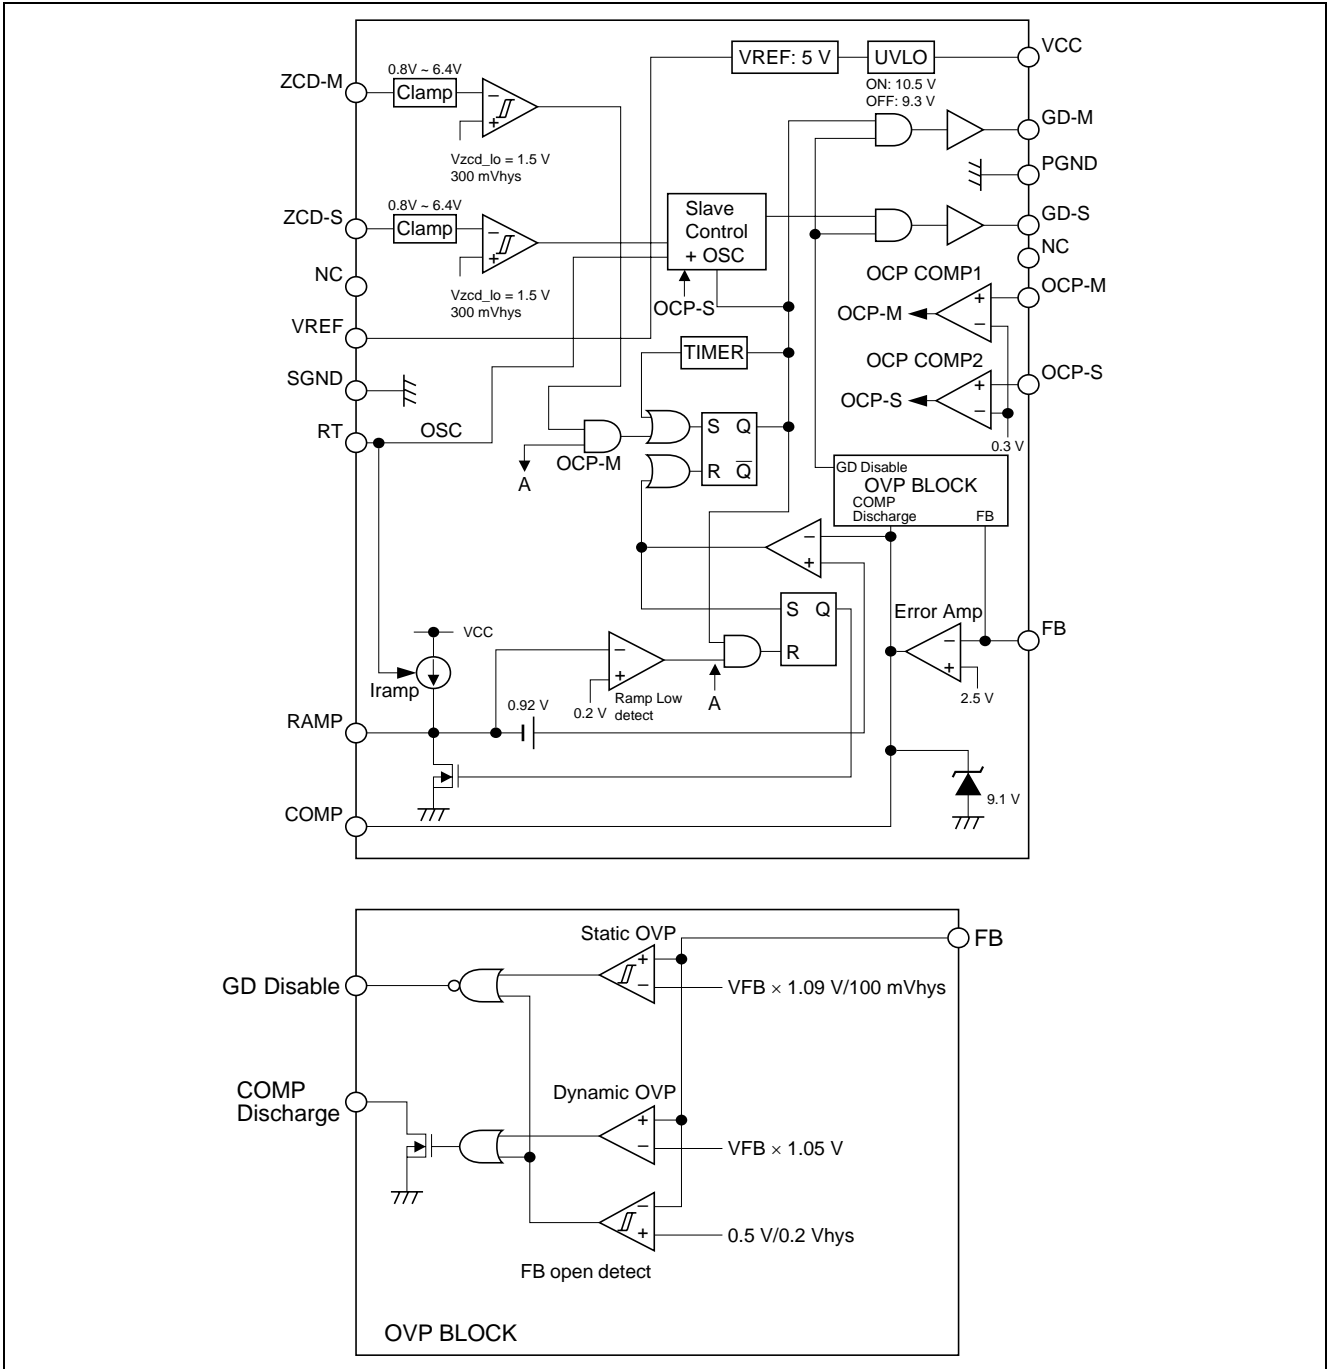 VREF: 5 V
UVLO
VCC
ON: 10.5 V
OFF: 9.3 V
ZCD-M
0.8V ~ 6.4V
Clamp
−
+
Vzcd_lo = 1.5 V
300 mVhys
GD-M
PGND
ZCD-S
0.8V ~ 6.4V
Clamp
−
+
Vzcd_lo = 1.5 V
300 mVhys
Slave
Control
+ OSC
OCP-S
GD-S
NC
NC
OCP COMP1
OCP-M
+
−
OCP-M
VREF
TIMER
OCP COMP2
OCP-S
+
−
OCP-S
0.3 V
SGND
RT
OSC
OCP-M
A
S Q
R Q
GD Disable
OVP BLOCK
COMP
Discharge
FB
−
+
S Q
R
Error Amp
−
+
2.5 V
FB
VCC
Iramp
−
+
0.2 V
Ramp Low
detect
A
RAMP
0.92 V
9.1 V
COMP
Static OVP
FB
GD Disable
+
−
VFB × 1.09 V/100 mVhys
Dynamic OVP
COMP
Discharge
+
−
VFB × 1.05 V
−
+
0.5 V/0.2 Vhys
FB open detect
OVP BLOCK